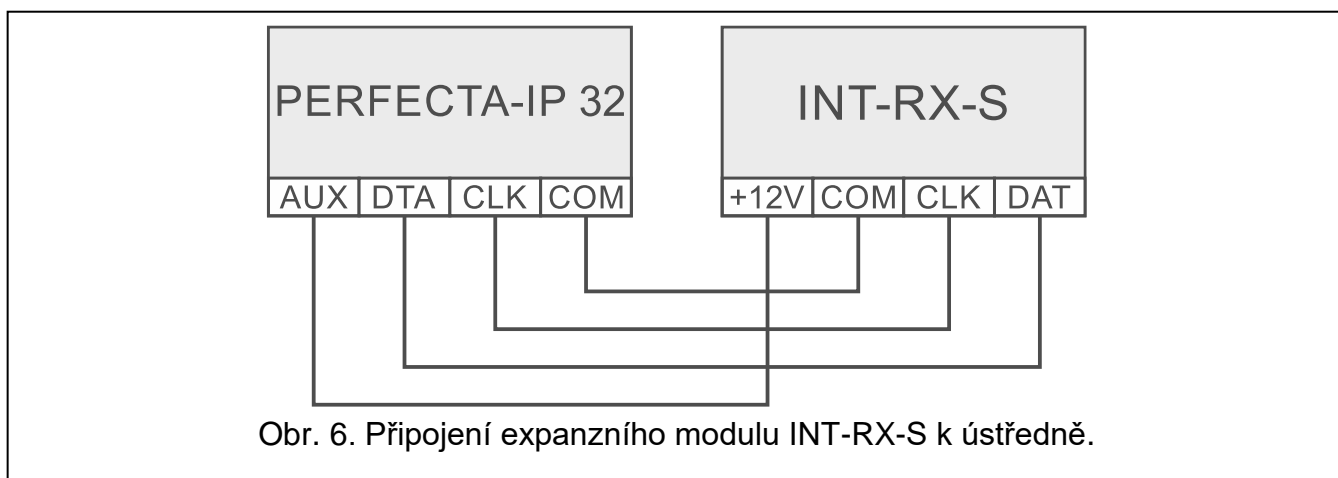 PERFECTA-IP 32 INT-RX-S
AUX DTA CLK COM +12V COM CLK DAT
Obr. 6. Připojení expanzního modulu INT-RX-S k ústředně.